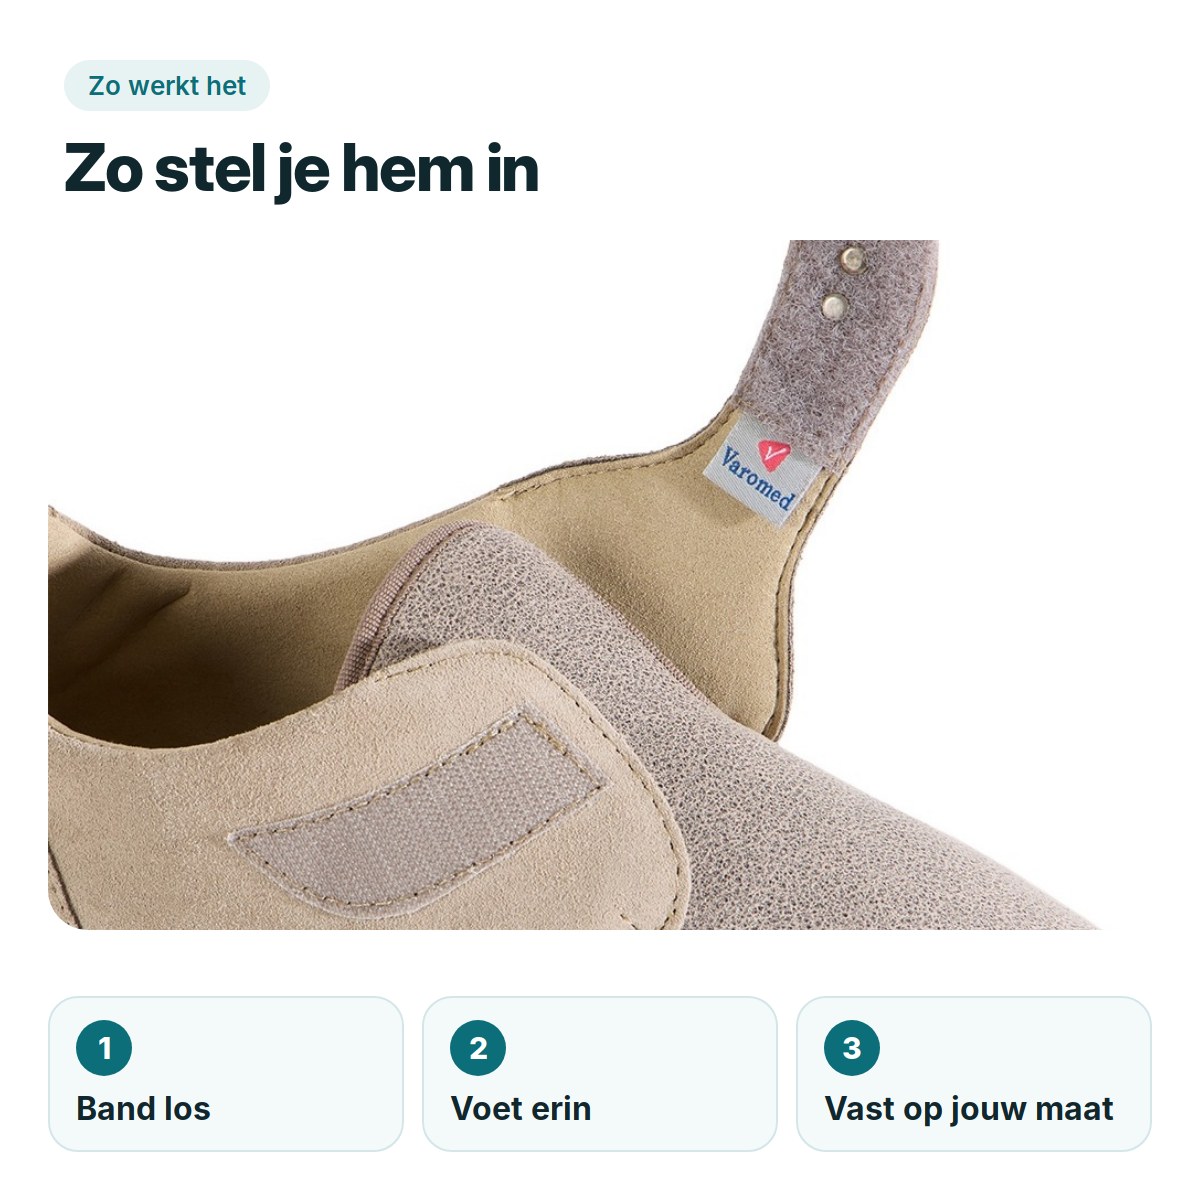 Zo werkt het
Zo stel je hem in
V
Varomed
1
Band los
2
Voet erin
3
Vast op jouw maat